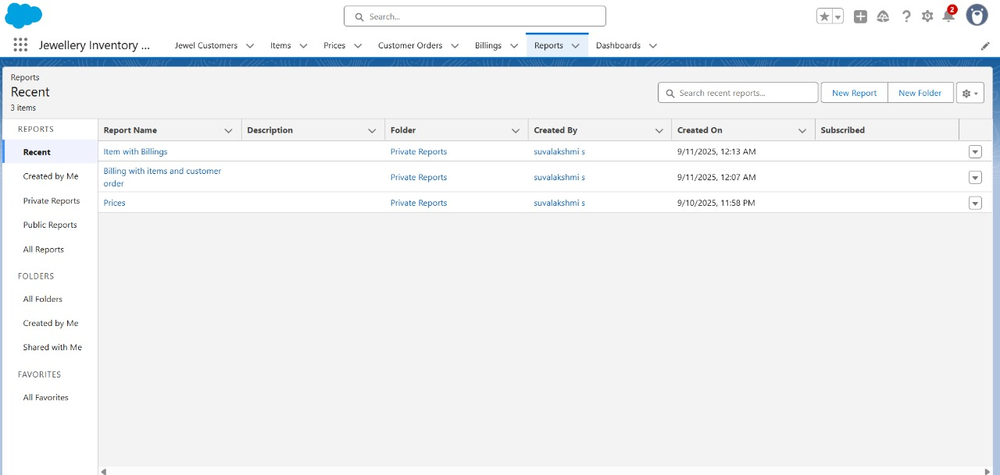 Search...
2
Jewellery Inventory ...
Jewel Customers
Items
Prices
Customer Orders
Billings
Reports
Dashboards
Reports
Recent
3 items
Search recent reports...
New Report
New Folder
REPORTS
Recent
Created by Me
Private Reports
Public Reports
All Reports
FOLDERS
All Folders
Created by Me
Shared with Me
FAVORITES
All Favorites
Report Name Description Folder Created By Created On Subscribed
Item with Billings Private Reports suvalakshmi s 9/11/2025, 12:13 AM
Billing with items and customer
order Private Reports suvalakshmi s 9/11/2025, 12:07 AM
Prices Private Reports suvalakshmi s 9/10/2025, 11:58 PM